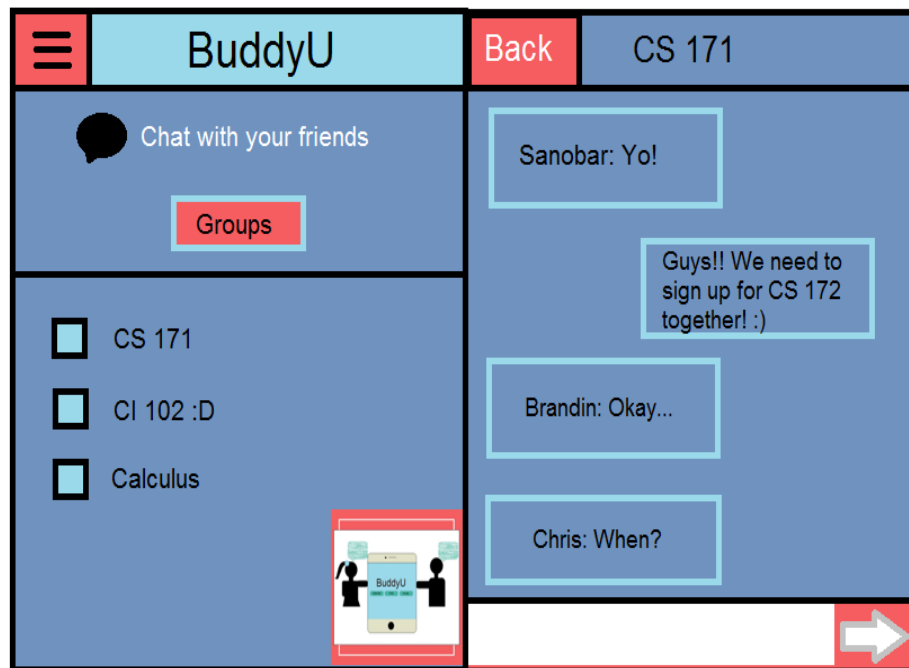 BuddyU
Chat with your friends
Groups
CS 171
CI 102 :D
Calculus
BuddyU
Back
CS 171
Sanobar: Yo!
Guys!! We need to
sign up for CS 172
together! :)
Brandin: Okay...
Chris: When?